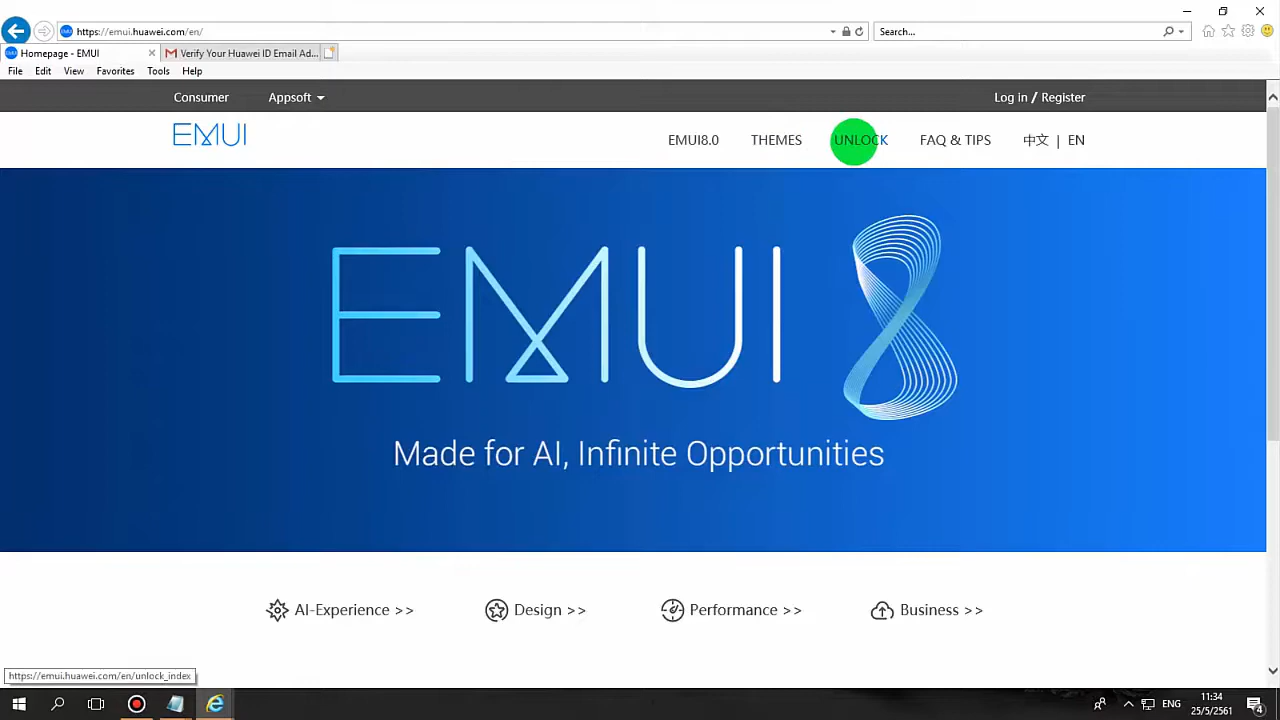 https://emui.huawei.com/en/
Search...
Homepage - EMUI
Verify Your Huawei ID Email Ad...
File Edit View Favorites Tools Help
Consumer Appsoft
Log in / Register
EMUI
EMUI8.0 THEMES UNLOCK FAQ & TIPS 中文 | EN
EMUI 8
Made for AI, Infinite Opportunities
AI-Experience >> Design >> Performance >> Business >>
https://emui.huawei.com/en/unlock_index
11:34
ENG
25/5/2561
4